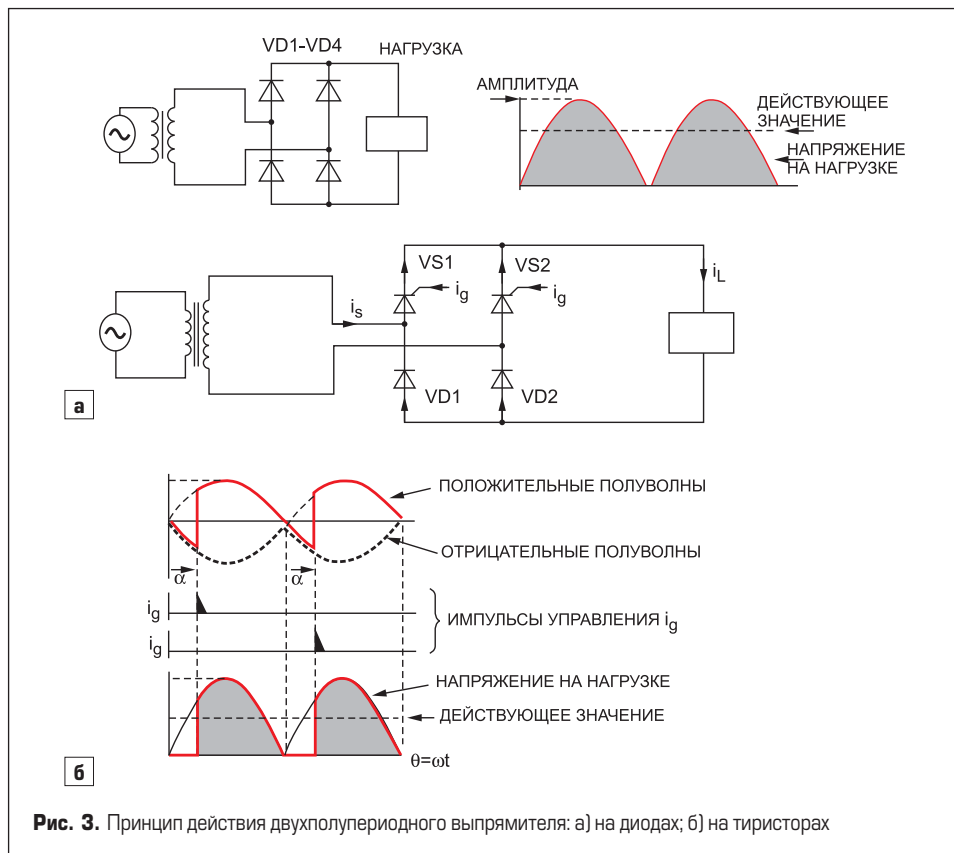 VD1-VD4
НАГРУЗКА
АМПЛИТУДА
ДЕЙСТВУЮЩЕЕ
ЗНАЧЕНИЕ
НАПРЯЖЕНИЕ
НА НАГРУЗКЕ
VS1
VS2
iL
is
ig
ig
VD1
VD2
а
ПОЛОЖИТЕЛЬНЫЕ ПОЛУВОЛНЫ
ОТРИЦАТЕЛЬНЫЕ ПОЛУВОЛНЫ
α
α
ig
ИМПУЛЬСЫ УПРАВЛЕНИЯ ig
ig
НАПРЯЖЕНИЕ НА НАГРУЗКЕ
ДЕЙСТВУЮЩЕЕ ЗНАЧЕНИЕ
θ=ωt
б
Рис. 3. Принцип действия двухполупериодного выпрямителя: а) на диодах; б) на тиристорах